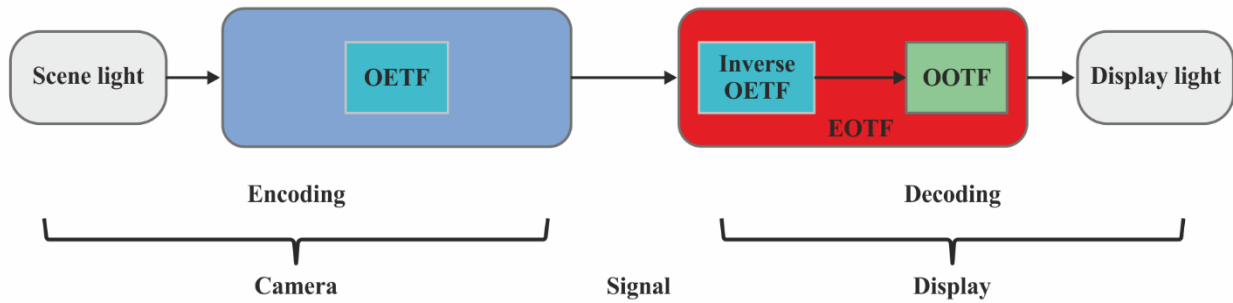 Scene light
OETF
Inverse
OETF
OOTF
EOTF
Display light
Encoding
Decoding
Camera
Signal
Display